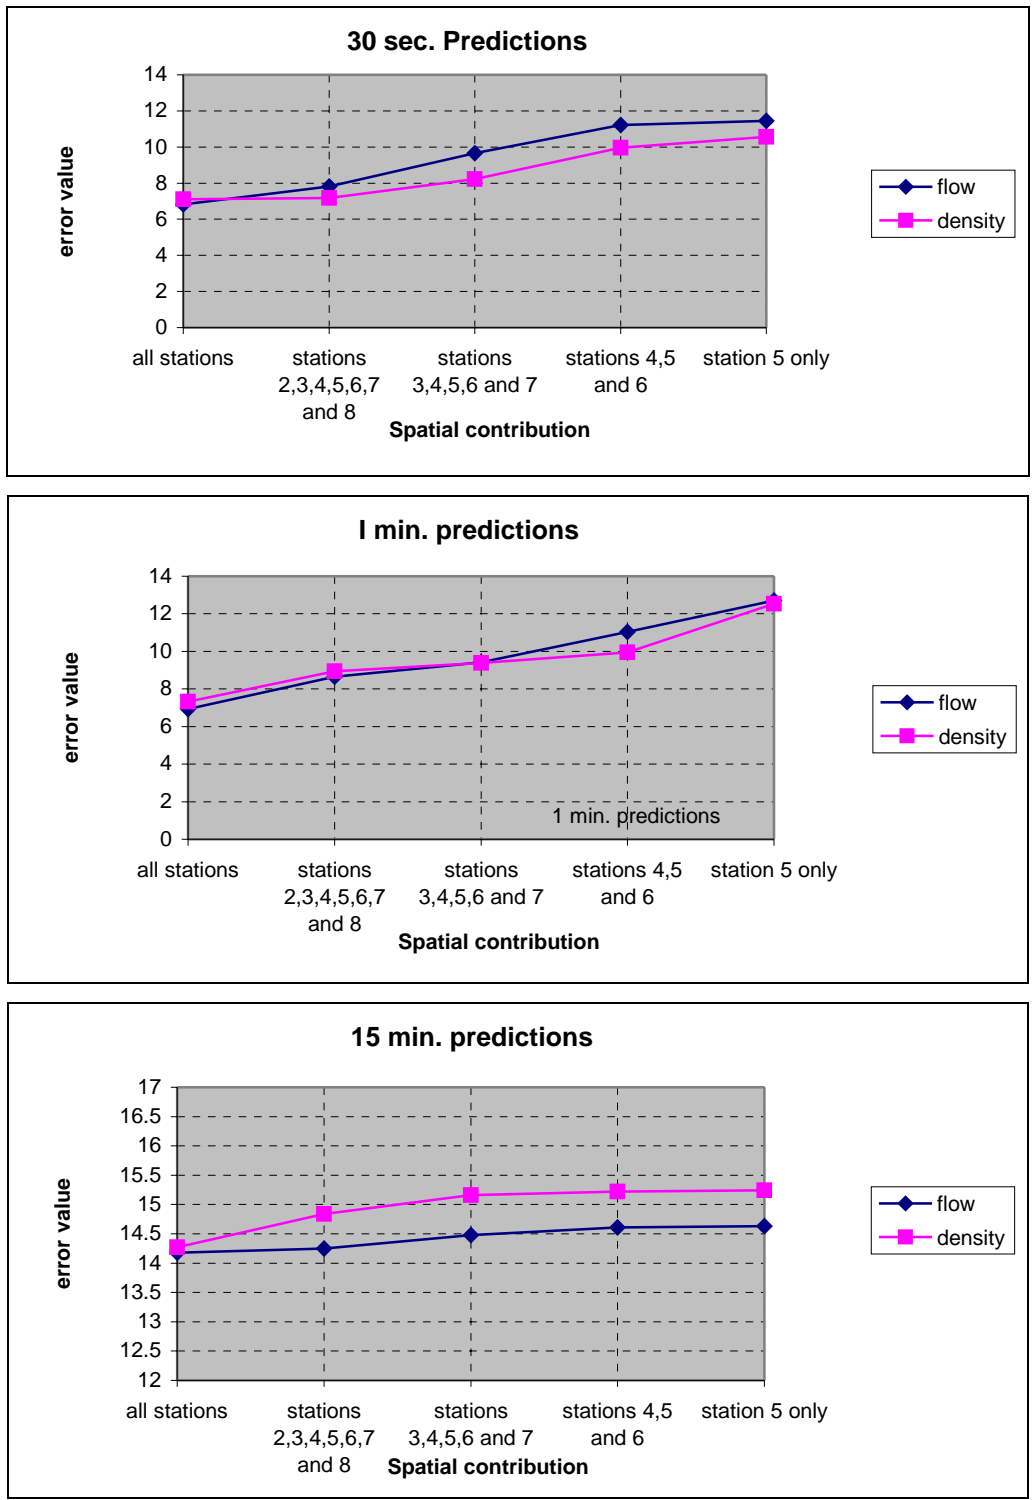 30 sec. Predictions
14
12
10
8
6
4
2
0
error value
all stations
stations
2,3,4,5,6,7
and 8
stations
3,4,5,6 and 7
stations 4,5
and 6
station 5 only
Spatial contribution
flow
density
I min. predictions
14
12
10
8
6
4
2
0
error value
1 min. predictions
all stations
stations
2,3,4,5,6,7
and 8
stations
3,4,5,6 and 7
stations 4,5
and 6
station 5 only
Spatial contribution
flow
density
15 min. predictions
17
16.5
16
15.5
15
14.5
14
13.5
13
12.5
12
error value
all stations
stations
2,3,4,5,6,7
and 8
stations
3,4,5,6 and 7
stations 4,5
and 6
station 5 only
Spatial contribution
flow
density